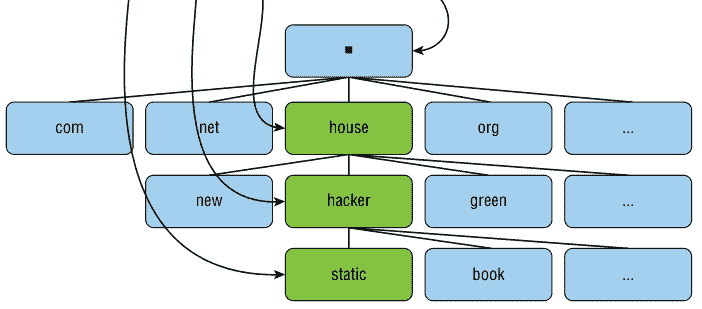 .
com net house org ...
new hacker green ...
static book ...